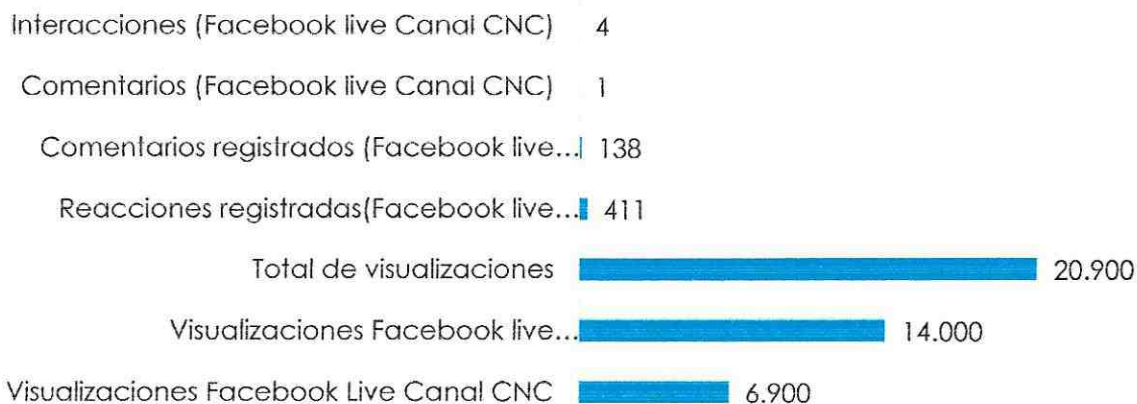 Interacciones (Facebook live Canal CNC) 4
Comentarios (Facebook live Canal CNC) 1
Comentarios registrados (Facebook live... 138
Reacciones registradas(Facebook live... 411
Total de visualizaciones 20.900
Visualizaciones Facebook live... 14.000
Visualizaciones Facebook Live Canal CNC 6.900